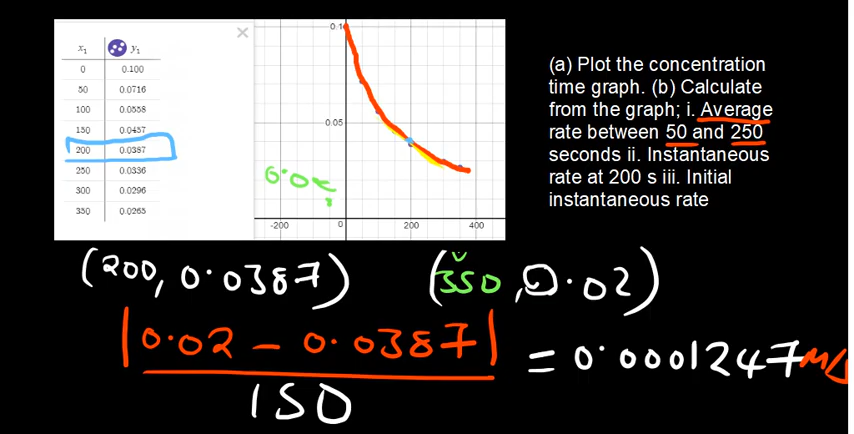 x₁ y₁
0 0.100
50 0.0716
100 0.0558
150 0.0457
200 0.0387
250 0.0336
300 0.0296
350 0.0265
0.1
0.05
-200 0 200 400
(a) Plot the concentration
time graph. (b) Calculate
from the graph; i. Average
rate between 50 and 250
seconds ii. Instantaneous
rate at 200 s iii. Initial
instantaneous rate
(200, 0.0387) (350, 0.02)
|0.02 - 0.0387| = 0.0001247 M/s
150